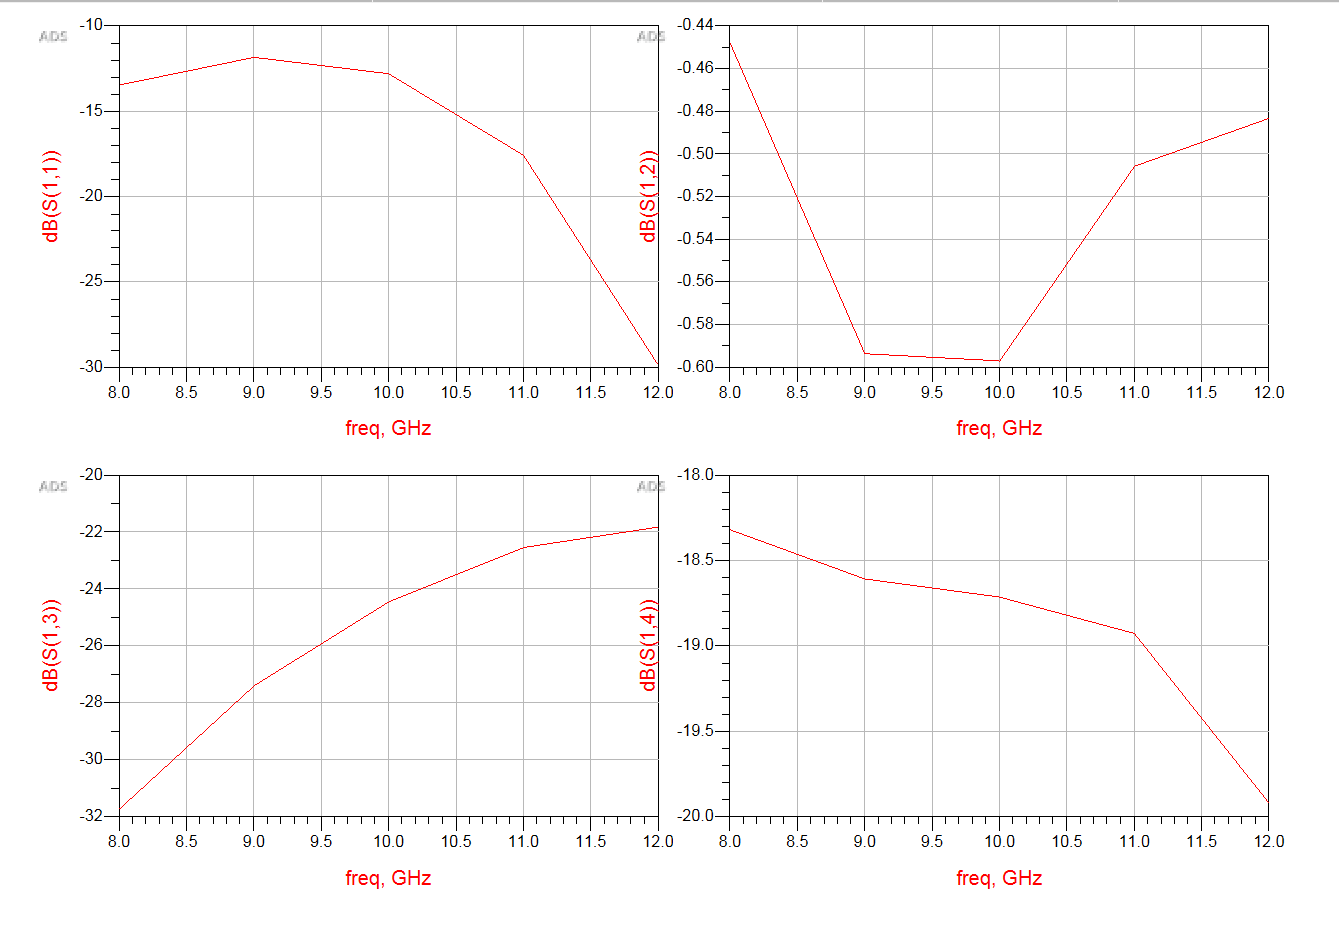 ADS
dB(S(1,1))
-10
-15
-20
-25
-30
8.0 8.5 9.0 9.5 10.0 10.5 11.0 11.5 12.0
freq, GHz
ADS
dB(S(1,2))
-0.44
-0.46
-0.48
-0.50
-0.52
-0.54
-0.56
-0.58
-0.60
8.0 8.5 9.0 9.5 10.0 10.5 11.0 11.5 12.0
freq, GHz
ADS
dB(S(1,3))
-20
-22
-24
-26
-28
-30
-32
8.0 8.5 9.0 9.5 10.0 10.5 11.0 11.5 12.0
freq, GHz
ADS
dB(S(1,4))
-18.0
-18.5
-19.0
-19.5
-20.0
8.0 8.5 9.0 9.5 10.0 10.5 11.0 11.5 12.0
freq, GHz